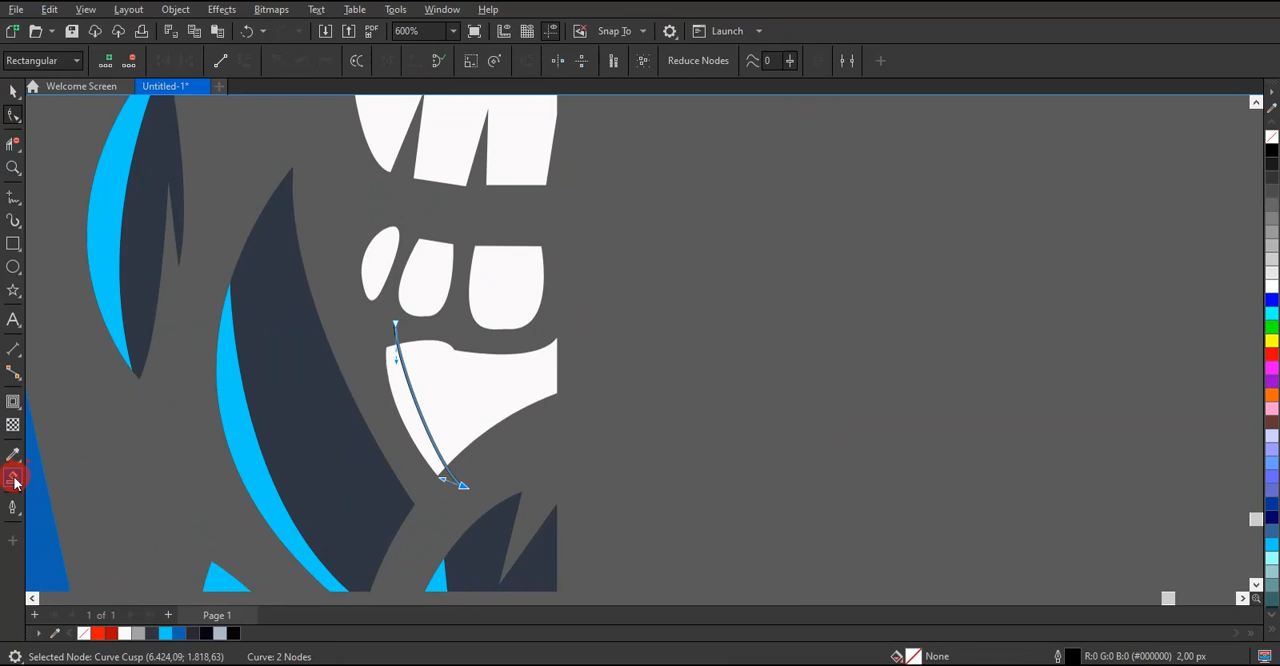 File Edit View Layout Object Effects Bitmaps Text Table Tools Window Help
PDF 600% Snap To Launch
Rectangular 0 Reduce Nodes
Welcome Screen Untitled-1*
1 of 1 Page 1
Selected Node: Curve Cusp (6.424,09; 1.818,63) Curve: 2 Nodes None R:0 G:0 B:0 (#000000) 2,00 px